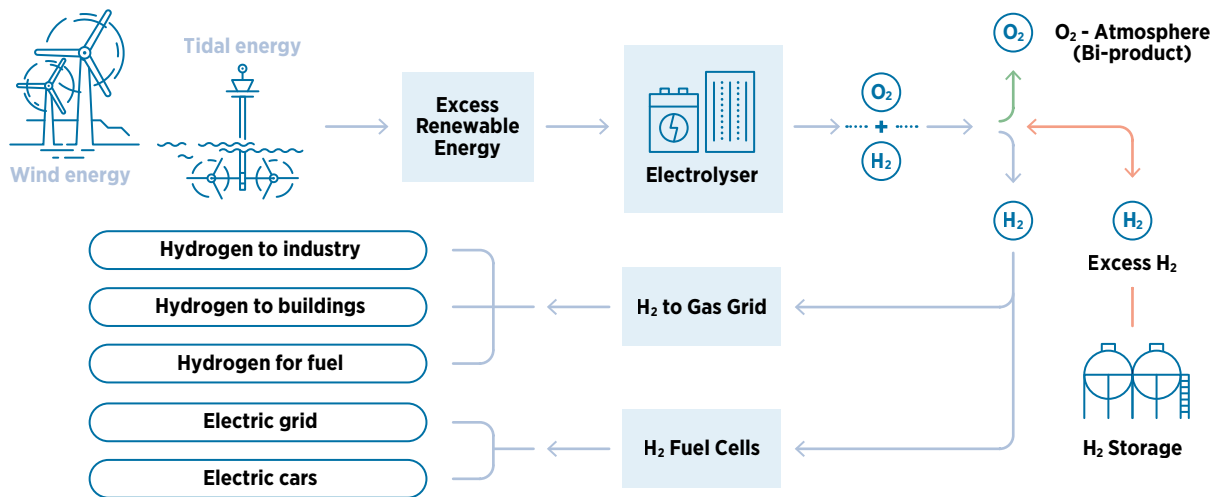 Tidal energy
Wind energy
Excess
Renewable
Energy
Electrolyser
O₂
+
H₂
O₂
O₂ - Atmosphere
(Bi-product)
H₂
H₂
Excess H₂
H₂ Storage
H₂ to Gas Grid
Hydrogen to industry
Hydrogen to buildings
Hydrogen for fuel
H₂ Fuel Cells
Electric grid
Electric cars